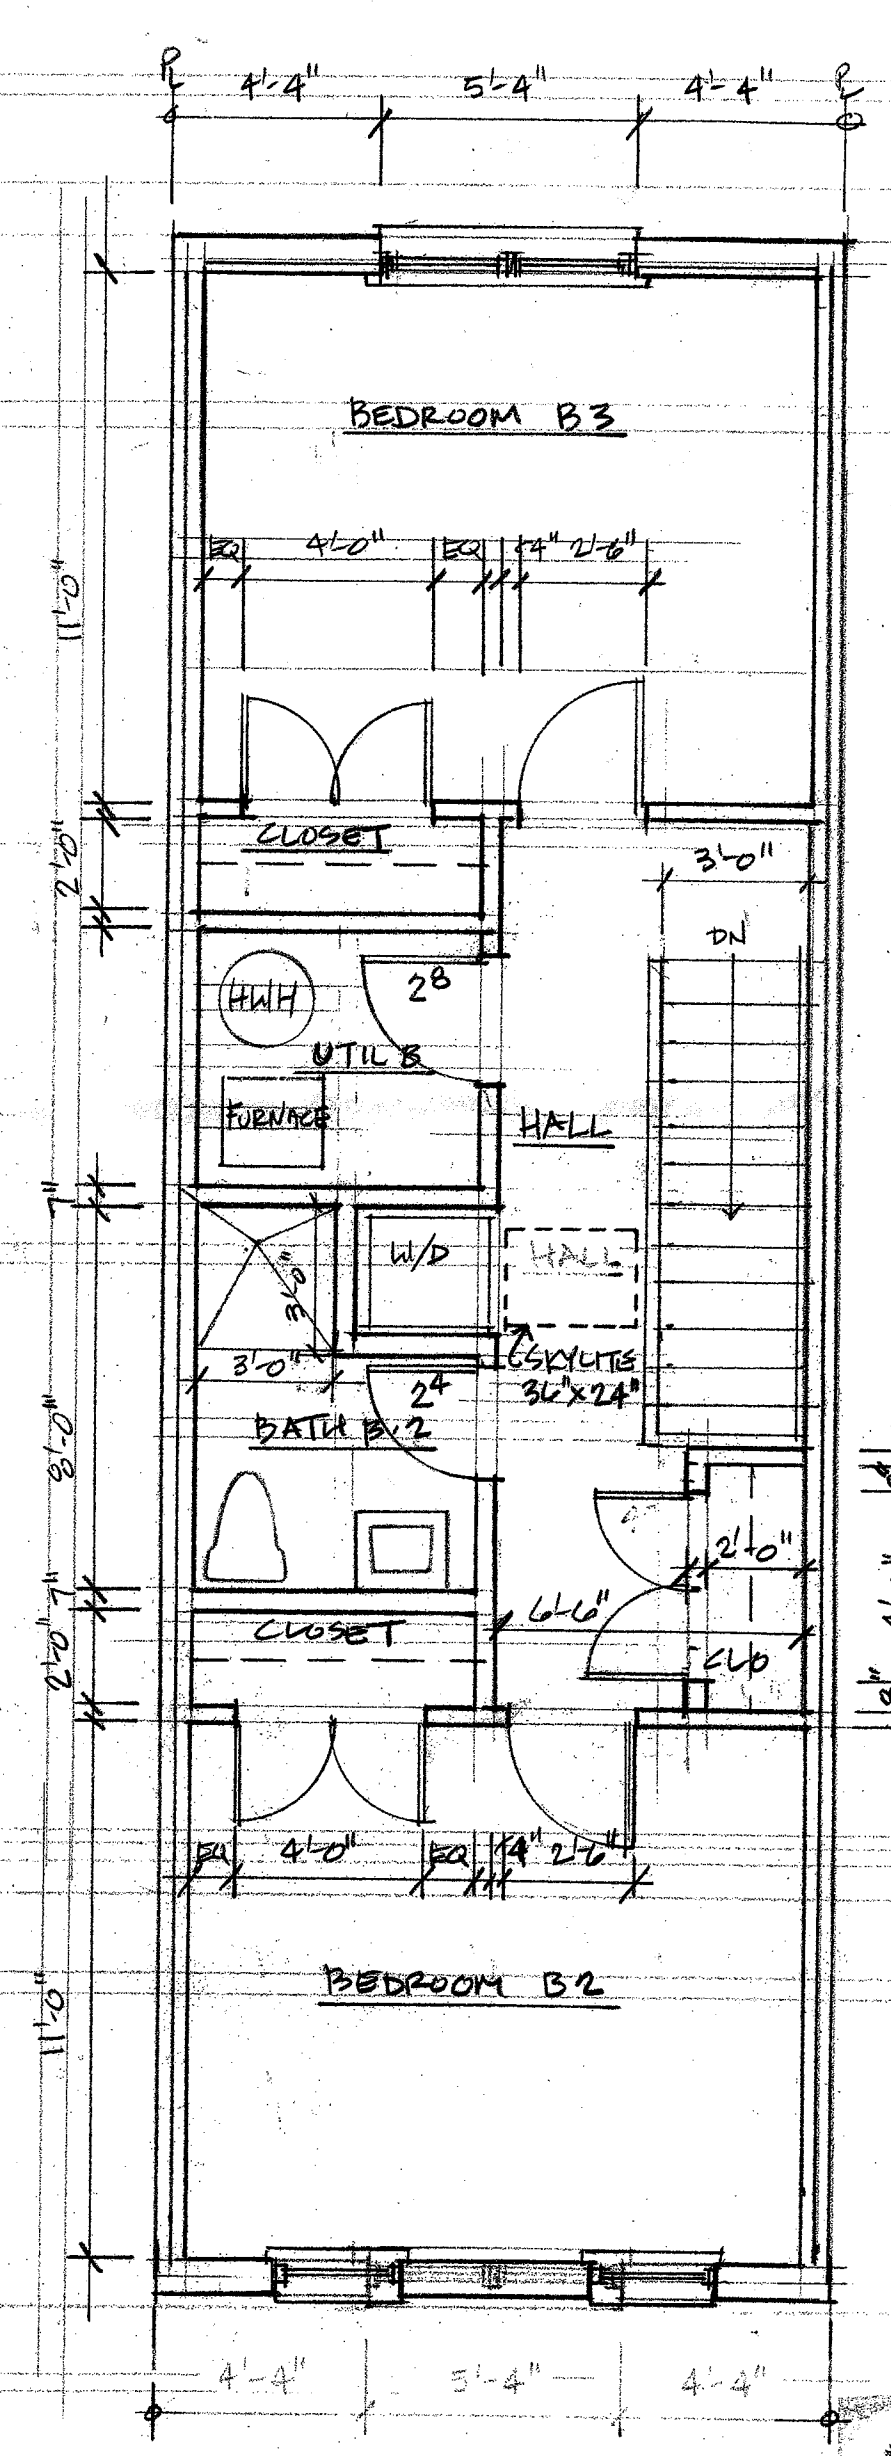 PL 4'-4" 5'-4" 4'-4" PL
BEDROOM B3
EQ 4'-0" EQ 4" 2'-6"
11'-0"
CLOSET
3'-0"
2'-0"
DN
HWH
2⁸
UTIL B
FURNACE
HALL
7"
W/D
HALL
3'-0"
SKYLITE
36"x24"
3'-0"
2⁴
BATH B.2
8'-0"
2'-0"
7"
6'-6"
CLOSET
2'-0"
CLO
EQ 4'-0" EQ 4" 2'-6"
BEDROOM B2
11'-0"
4'-4" 5'-4" 4'-4"